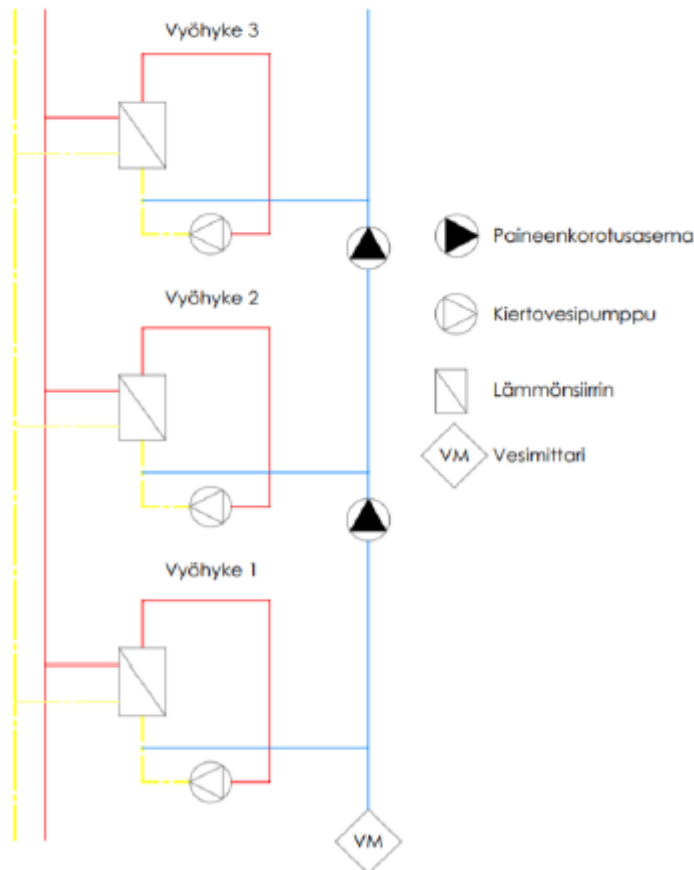 Vyöhyke 3
Paineenkorotusasema
Vyöhyke 2
Kiertovesipumppu
Lämmönsiirrin
VM Vesimittari
Vyöhyke 1
VM